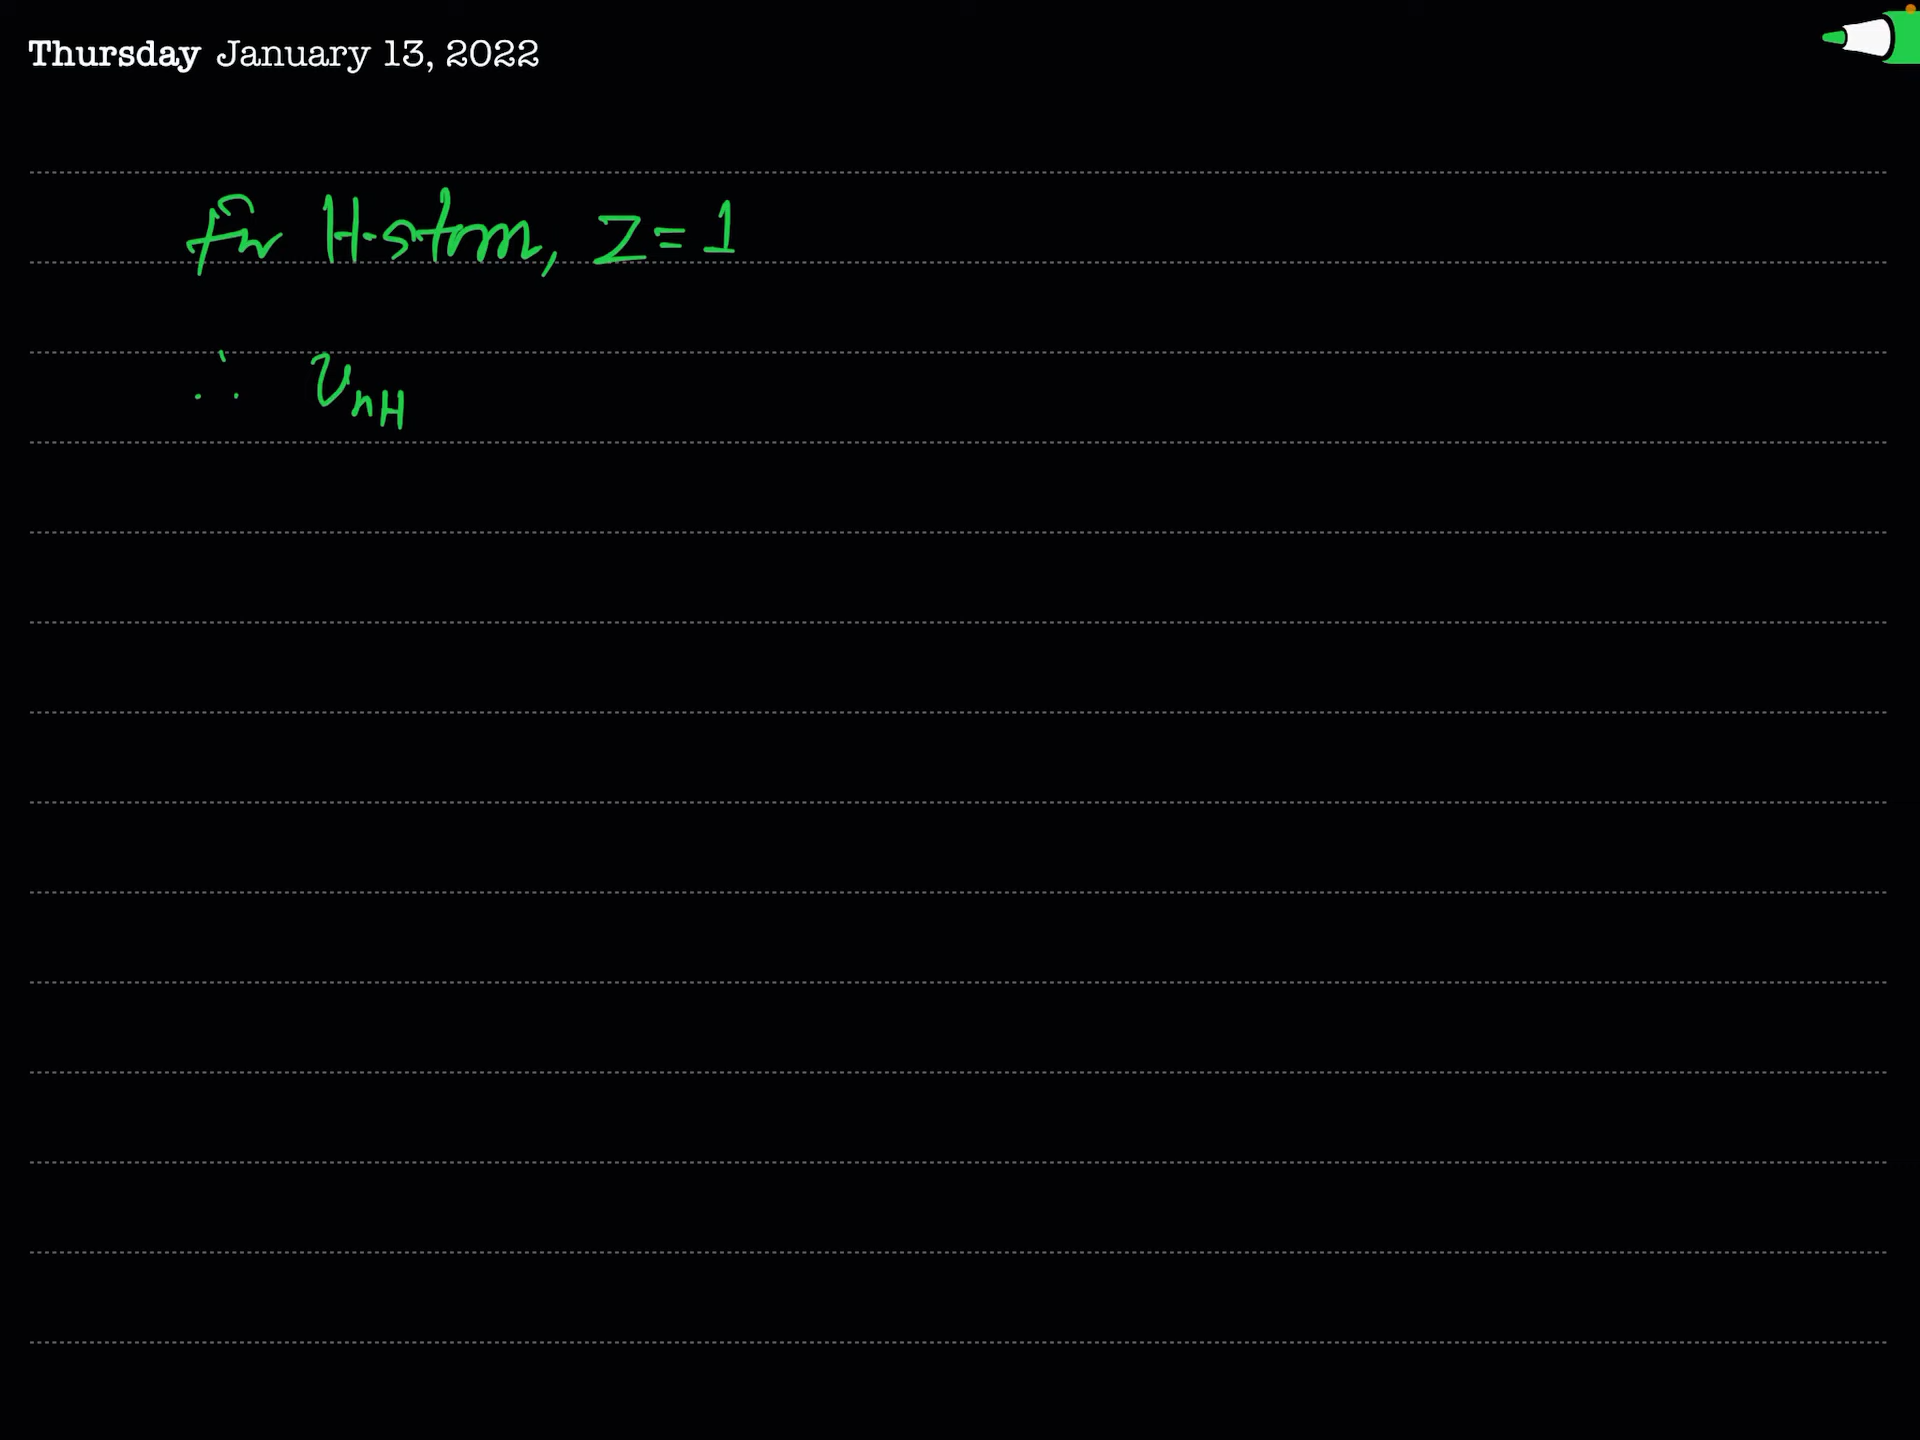 Thursday January 13, 2022
for H-atom, Z = 1
∴ v_nH